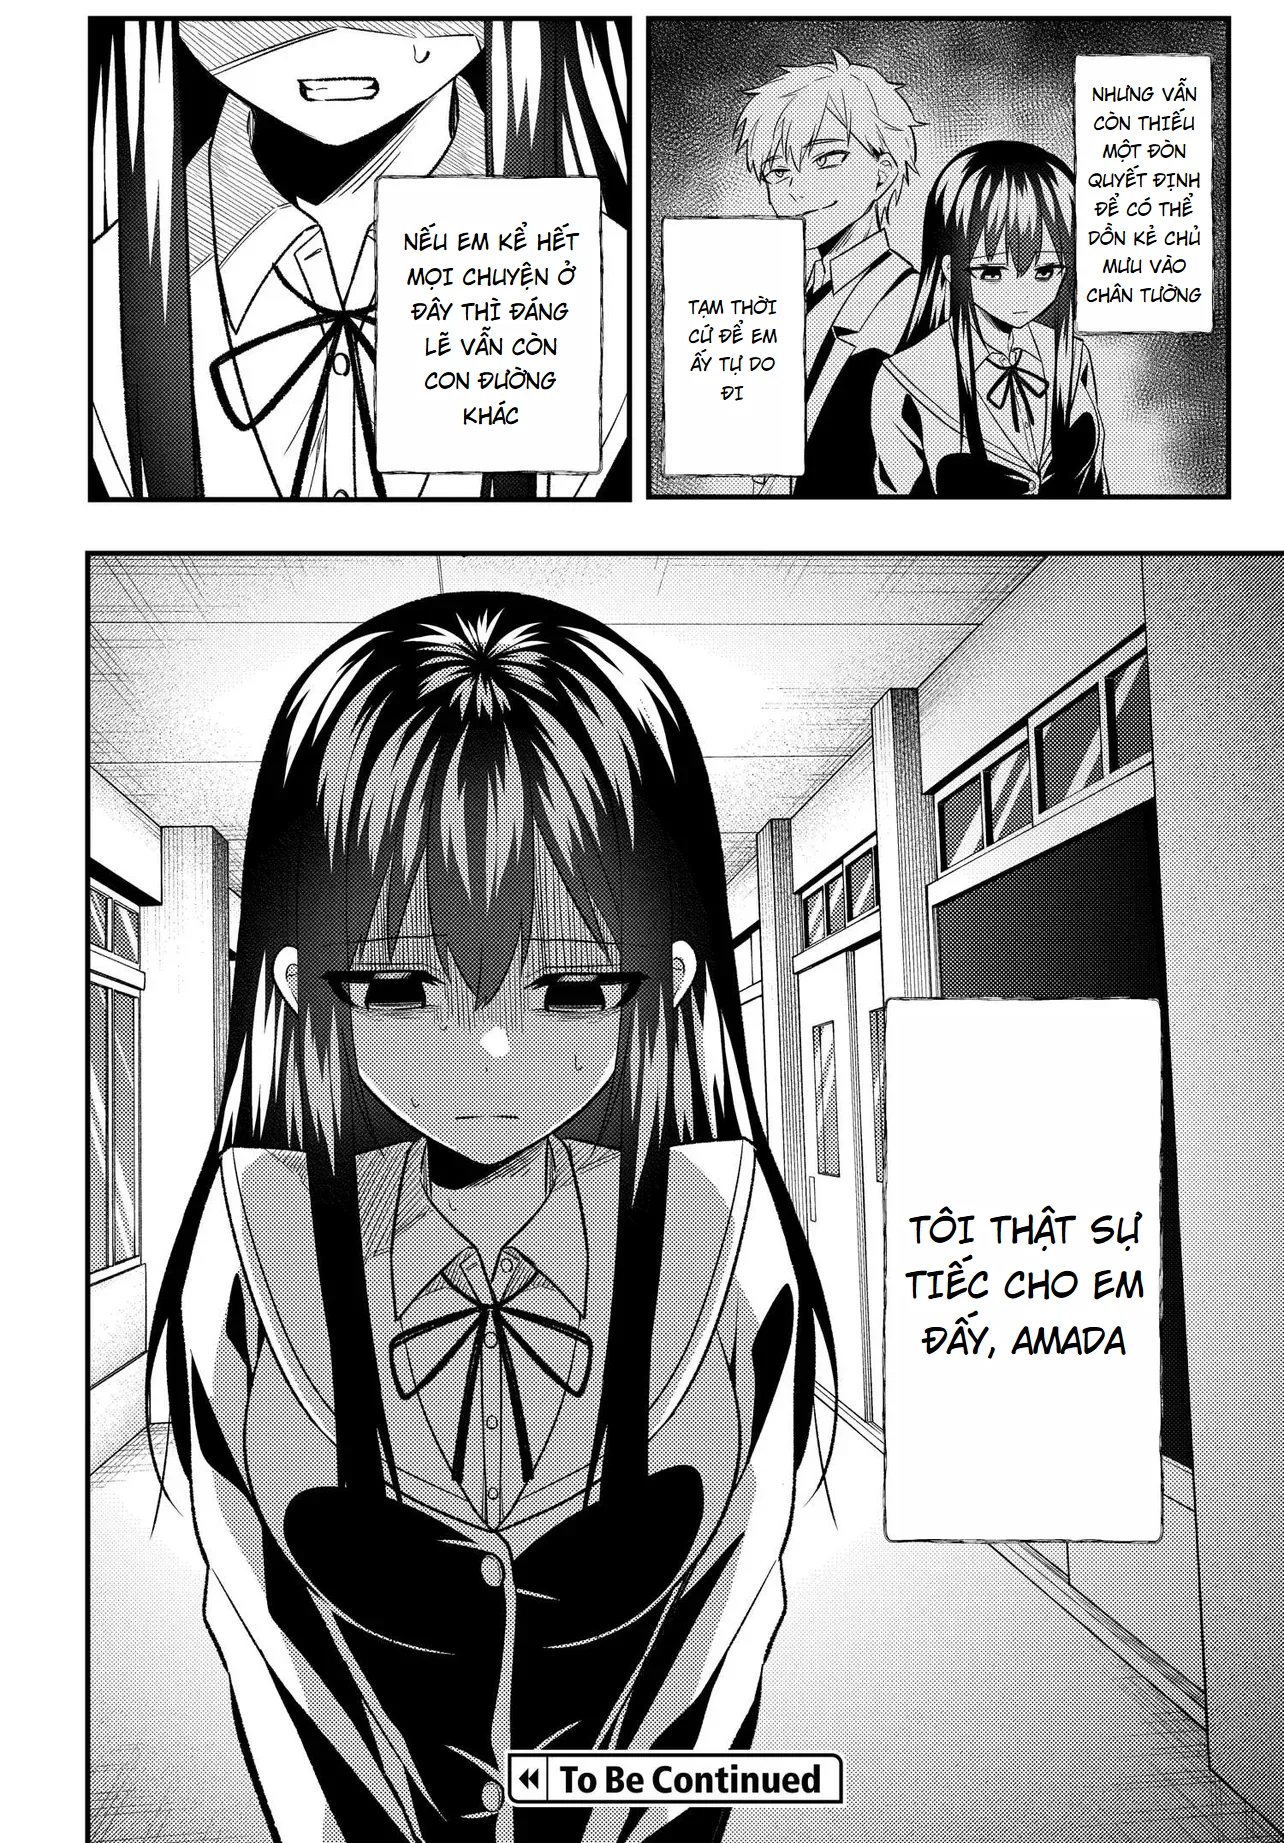 NHƯNG VẪN
CÒN THIẾU
MỘT ĐÒN
QUYẾT ĐỊNH
ĐỂ CÓ THỂ
DỒN KẺ CHỦ
MƯU VÀO
CHÂN TƯỜNG
TẠM THỜI
CỨ ĐỂ EM
ẤY TỰ DO
ĐI
NẾU EM KỂ HẾT
MỌI CHUYỆN Ở
ĐÂY THÌ ĐÁNG
LẼ VẪN CÒN
CON ĐƯỜNG
KHÁC
TÔI THẬT SỰ
TIẾC CHO EM
ĐẤY, AMADA
To Be Continued